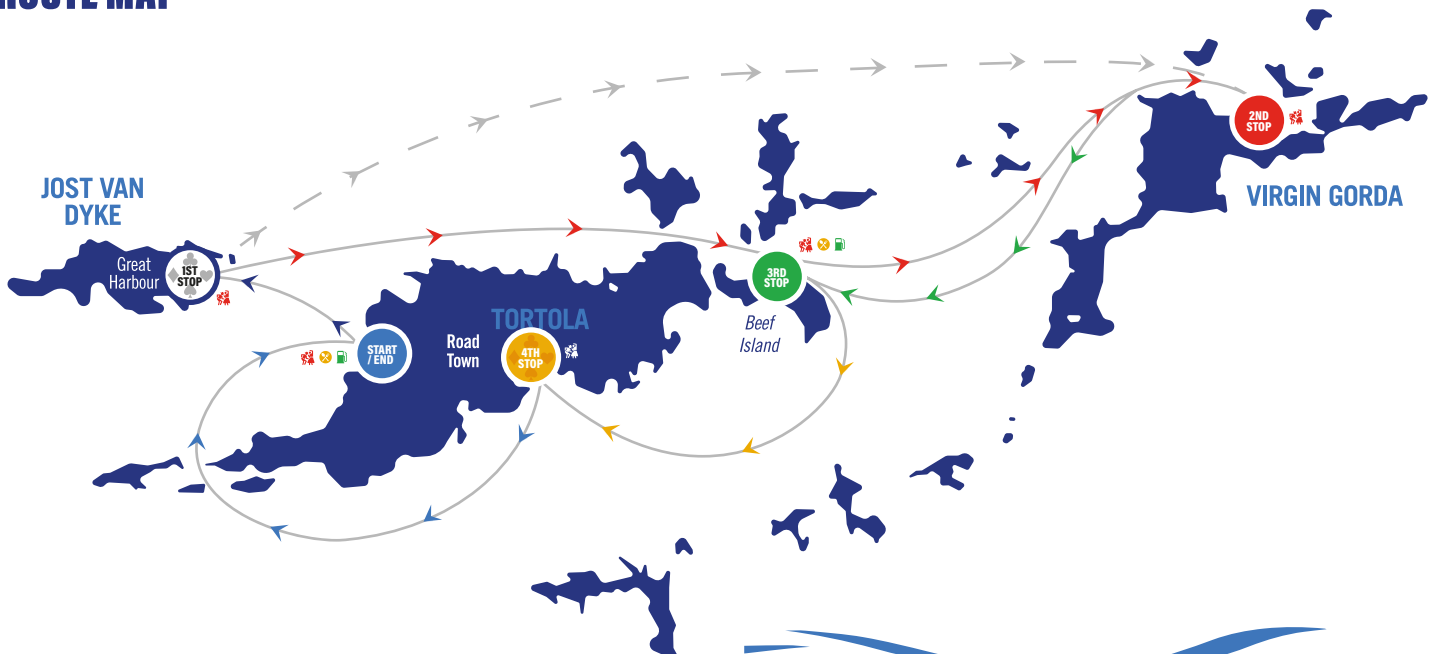 ROUTE MAP
JOST VAN
DYKE
Great
Harbour
1ST
STOP
2ND
STOP
VIRGIN GORDA
3RD
STOP
Beef
Island
TORTOLA
Road
Town
4TH
STOP
START
/ END